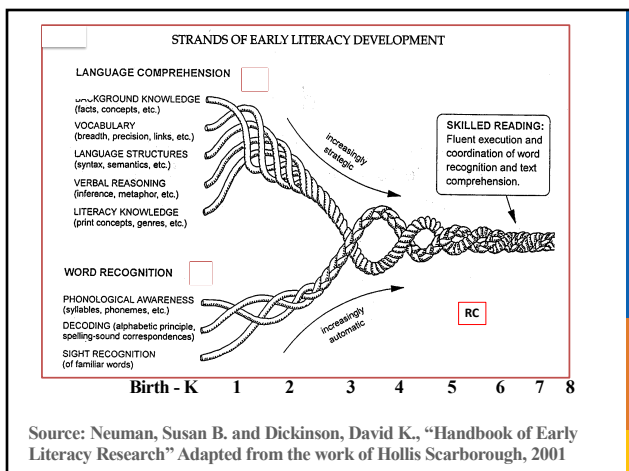 STRANDS OF EARLY LITERACY DEVELOPMENT
LANGUAGE COMPREHENSION
BACKGROUND KNOWLEDGE
(facts, concepts, etc.)
VOCABULARY
(breadth, precision, links, etc.)
LANGUAGE STRUCTURES
(syntax, semantics, etc.)
VERBAL REASONING
(inference, metaphor, etc.)
LITERACY KNOWLEDGE
(print concepts, genres, etc.)
increasingly
strategic
SKILLED READING:
Fluent execution and
coordination of word
recognition and text
comprehension.
WORD RECOGNITION
PHONOLOGICAL AWARENESS
(syllables, phonemes, etc.)
DECODING (alphabetic principle,
spelling-sound correspondences)
SIGHT RECOGNITION
(of familiar words)
increasingly
automatic
RC
Birth - K 1 2 3 4 5 6 7 8
Source: Neuman, Susan B. and Dickinson, David K., “Handbook of Early
Literacy Research” Adapted from the work of Hollis Scarborough, 2001